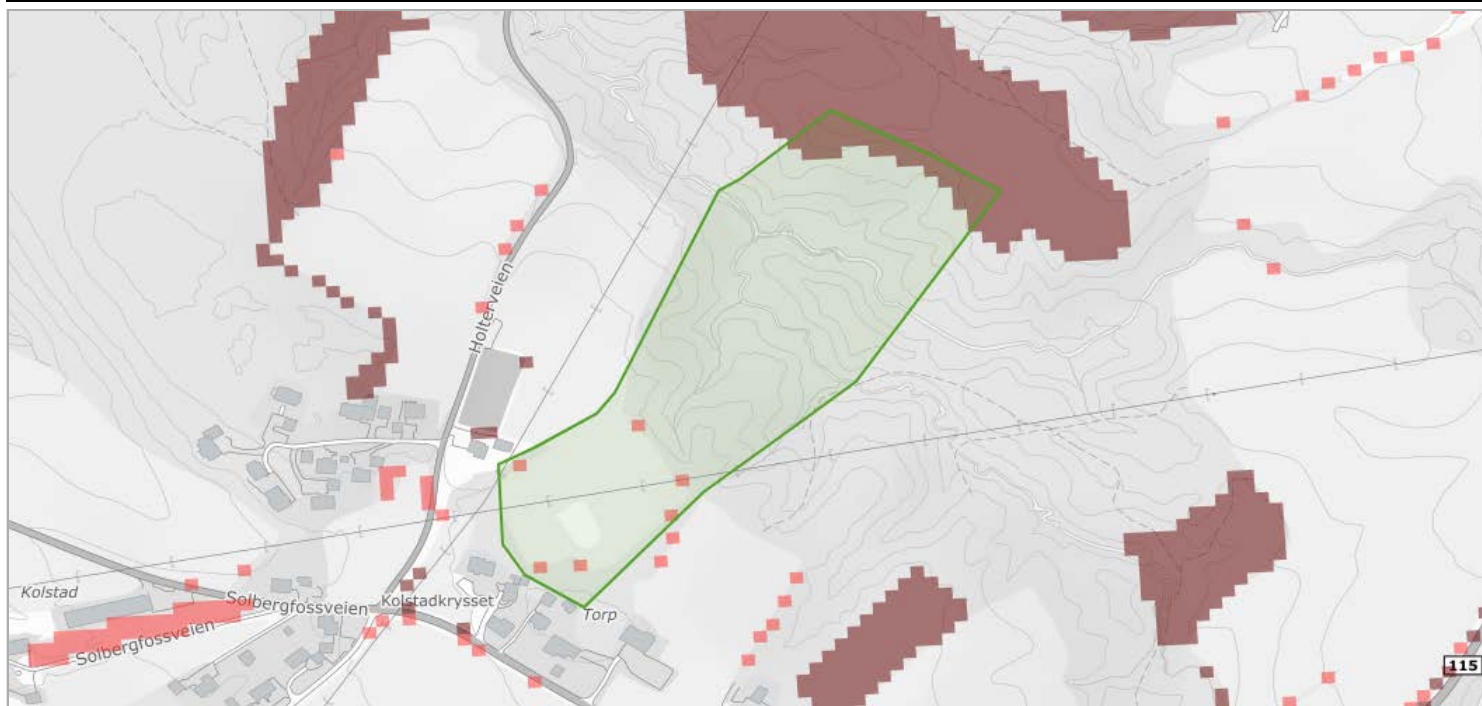 Holterveien
Kolstad
Solbergfossveien
Kolstadkrysset
Torp
Solbergfossveien
115